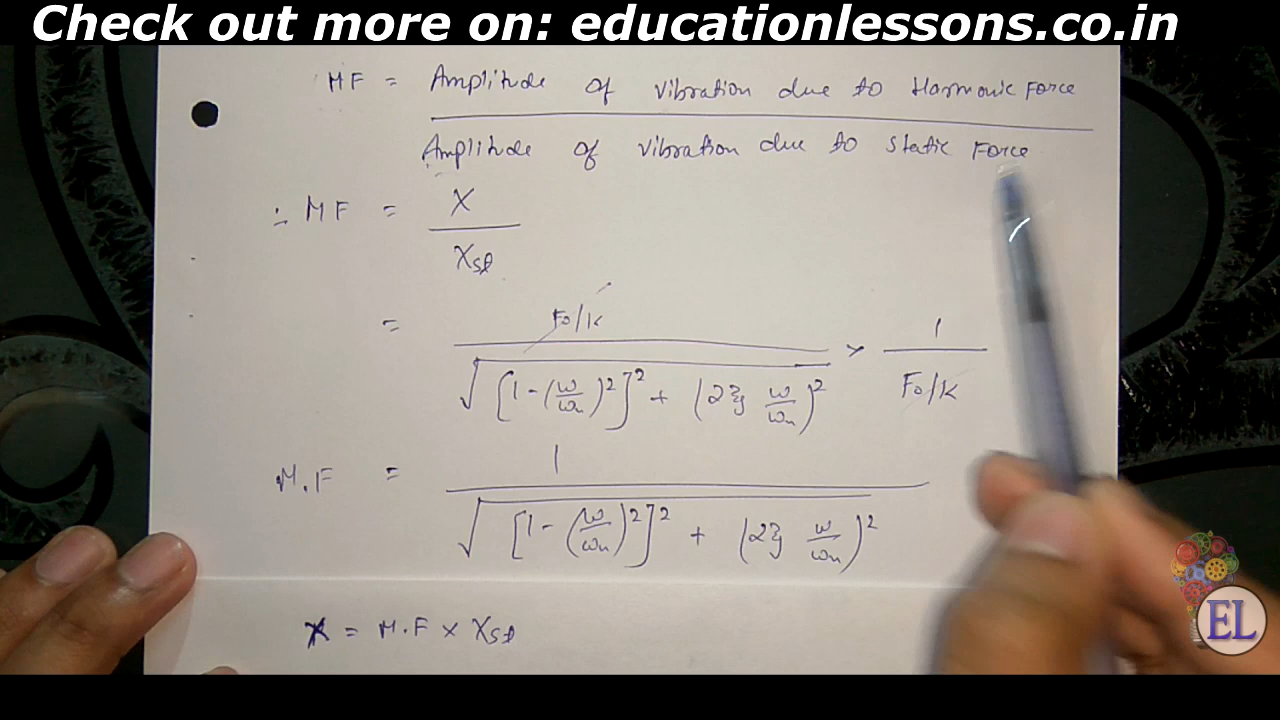 Check out more on: educationlessons.co.in
MF = Amplitude of vibration due to Harmonic Force
Amplitude of vibration due to static Force
∴ MF = X / Xst
= F₀/K / √([1-(ω/ωn)²]² + (2ξ ω/ωn)²) × 1 / F₀/K
M.F = 1 / √([1-(ω/ωn)²]² + (2ξ ω/ωn)²)
X = M.F × Xst
EL